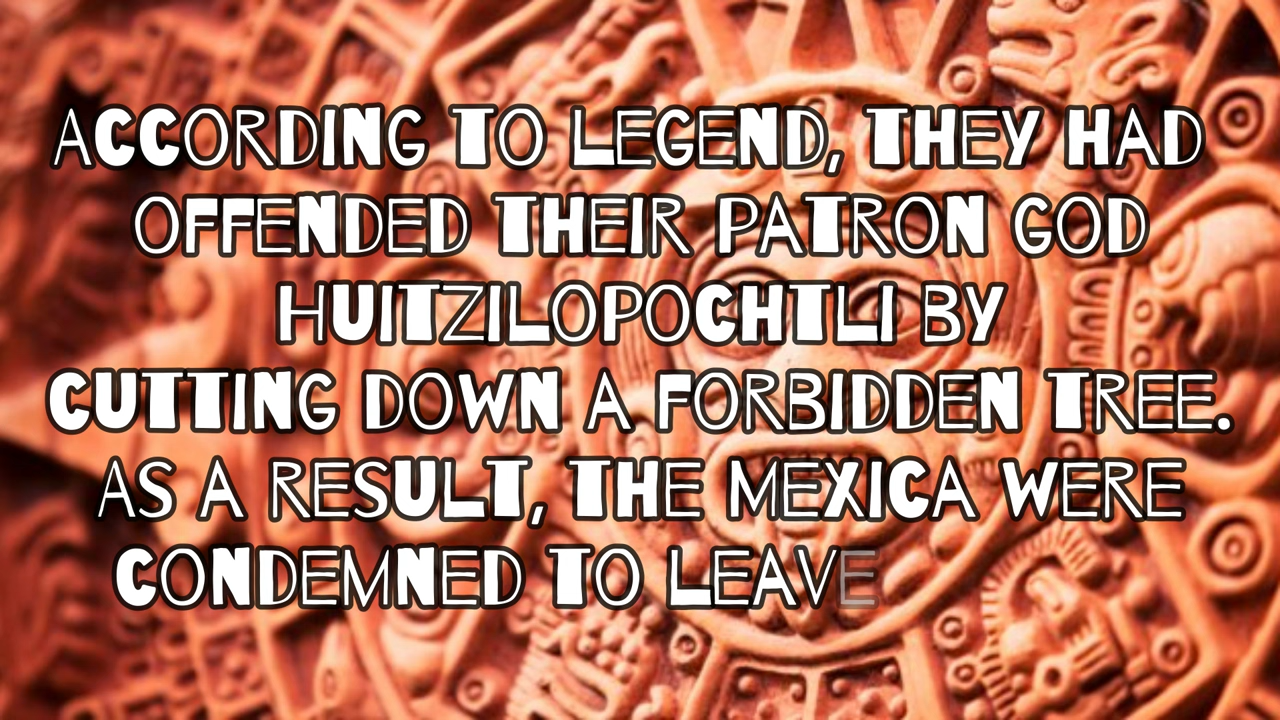 ACCORDING TO LEGEND, THEY HAD
OFFENDED THEIR PATRON GOD
HUITZILOPOCHTLI BY
CUTTING DOWN A FORBIDDEN TREE.
AS A RESULT, THE MEXICA WERE
CONDEMNED TO LEAVE